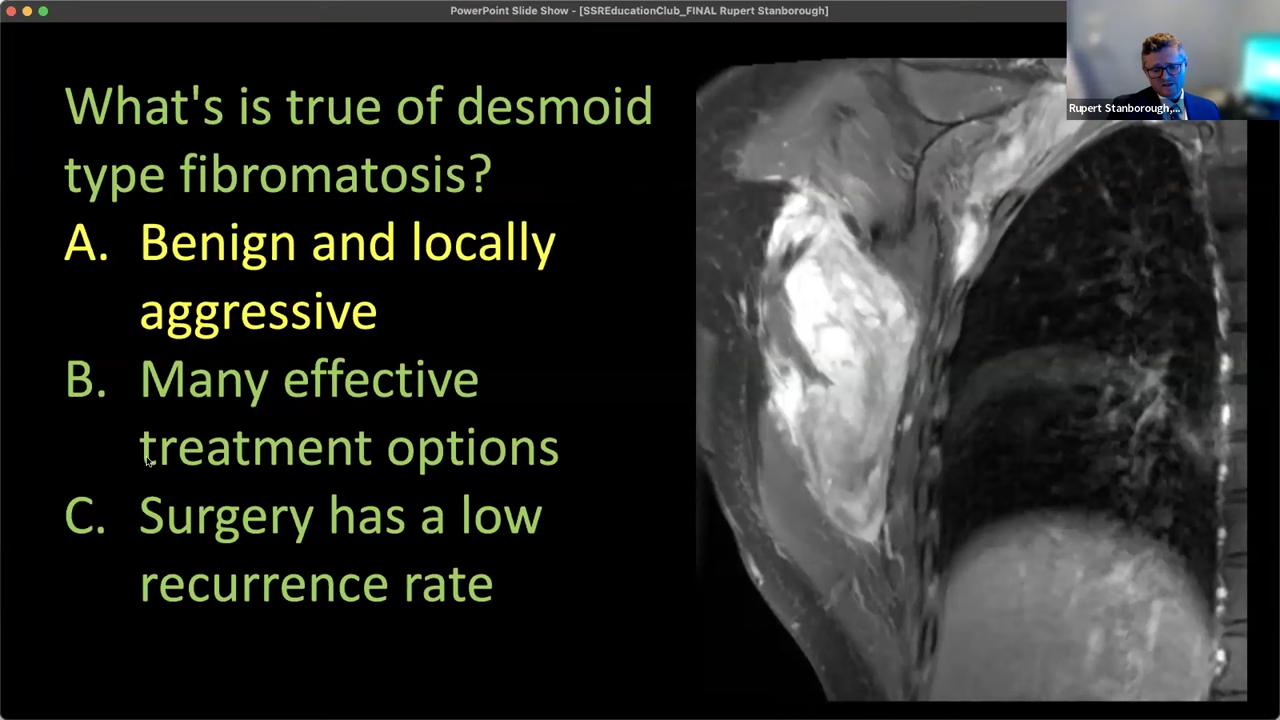 PowerPoint Slide Show - [SSREducationClub_FINAL Rupert Stanborough]
Rupert Stanborough,...
What's is true of desmoid
type fibromatosis?
A. Benign and locally
aggressive
B. Many effective
treatment options
C. Surgery has a low
recurrence rate